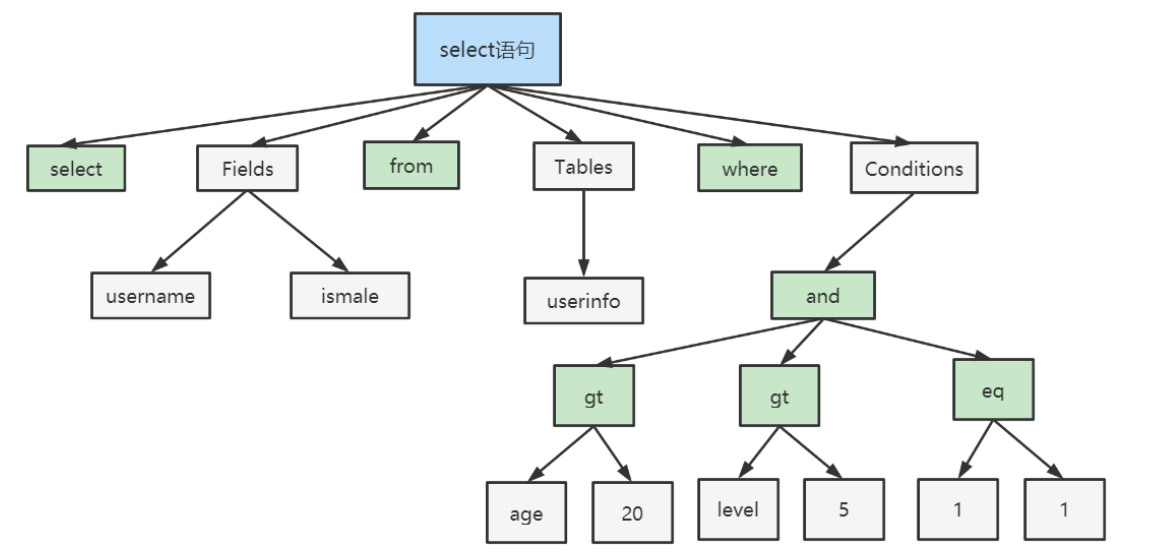 select语句
select
Fields
from
Tables
where
Conditions
username
ismale
userinfo
and
gt
gt
eq
age
20
level
5
1
1